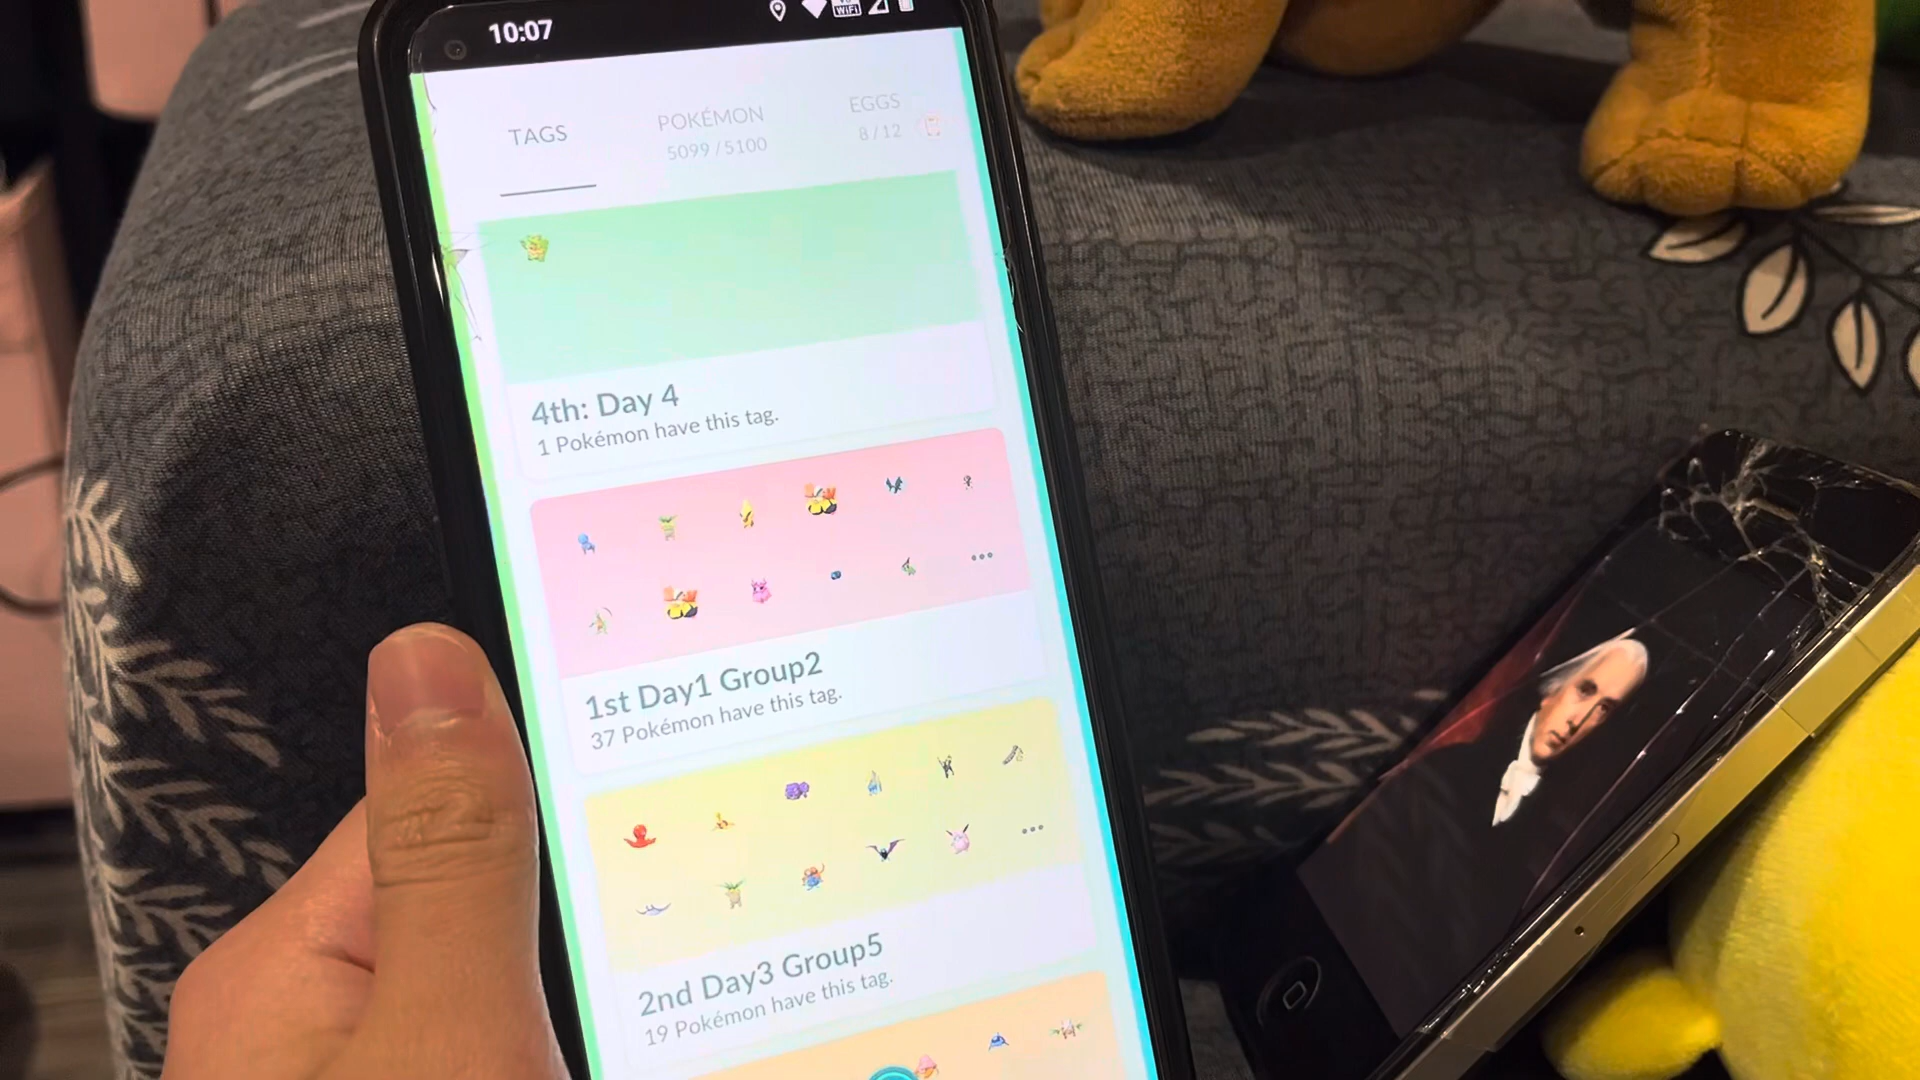 10:07
WiFi
TAGS
POKÉMON
5099 / 5100
EGGS
8 / 12
4th: Day 4
1 Pokémon have this tag.
1st Day1 Group2
37 Pokémon have this tag.
2nd Day3 Group5
19 Pokémon have this tag.